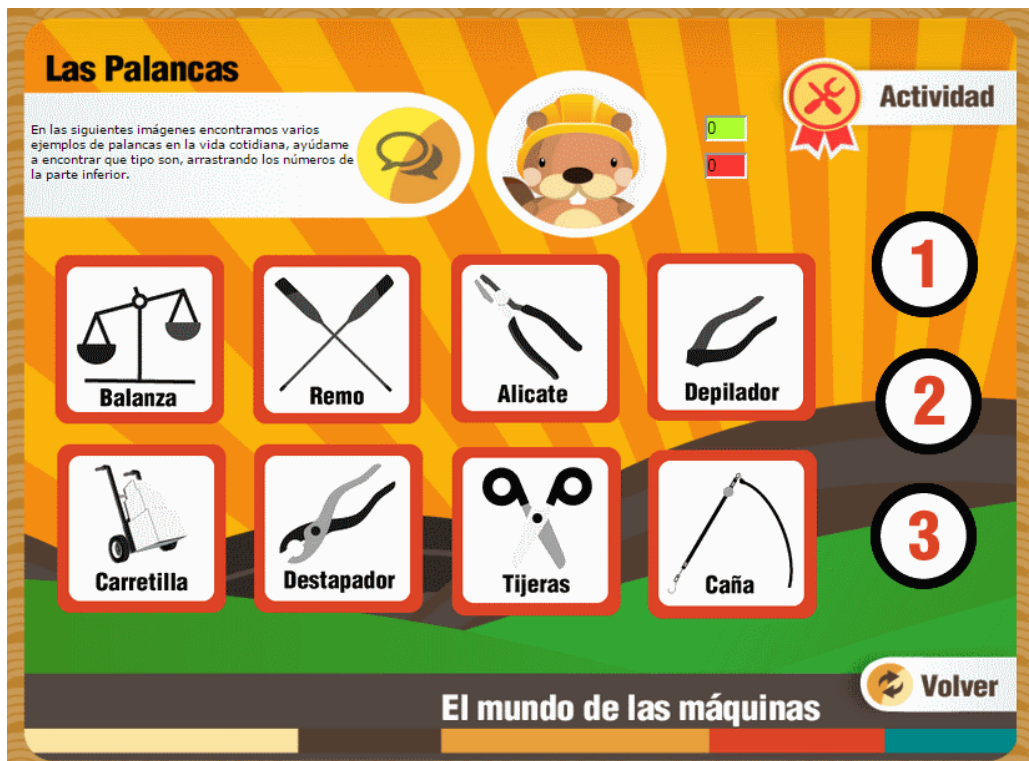 Las Palancas
En las siguientes imágenes encontramos varios
ejemplos de palancas en la vida cotidiana, ayúdame
a encontrar que tipo son, arrastrando los números de
la parte inferior.
0
0
Actividad
Balanza
Remo
Alicate
Depilador
1
2
Carretilla
Destapador
Tijeras
Caña
3
Volver
El mundo de las máquinas